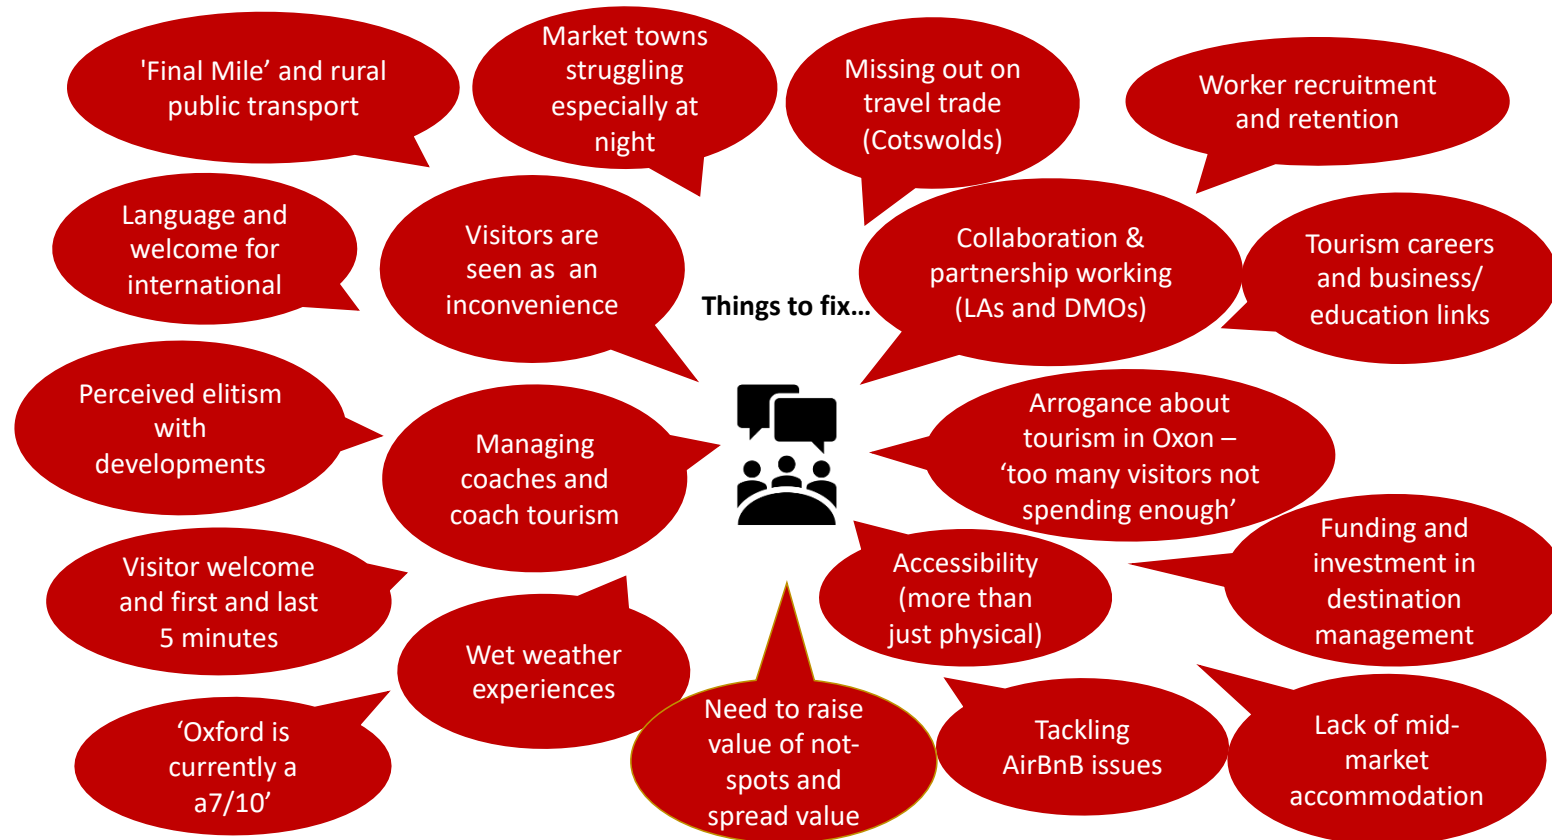 'Final Mile’ and rural
public transport
Market towns
struggling
especially at
night
Missing out on
travel trade
(Cotswolds)
Worker recruitment
and retention
Language and
welcome for
international
Visitors are
seen as  an
inconvenience
Things to fix…
Collaboration &
partnership working
(LAs and DMOs)
Tourism careers
and business/
education links
Perceived elitism
with
developments
Managing
coaches and
coach tourism
Arrogance about
tourism in Oxon –
‘too many visitors not
spending enough’
Visitor welcome
and first and last
5 minutes
Wet weather
experiences
Accessibility
(more than
just physical)
Funding and
investment in
destination
management
‘Oxford is
currently a
a7/10’
Need to raise
value of not-
spots and
spread value
Tackling
AirBnB issues
Lack of mid-
market
accommodation